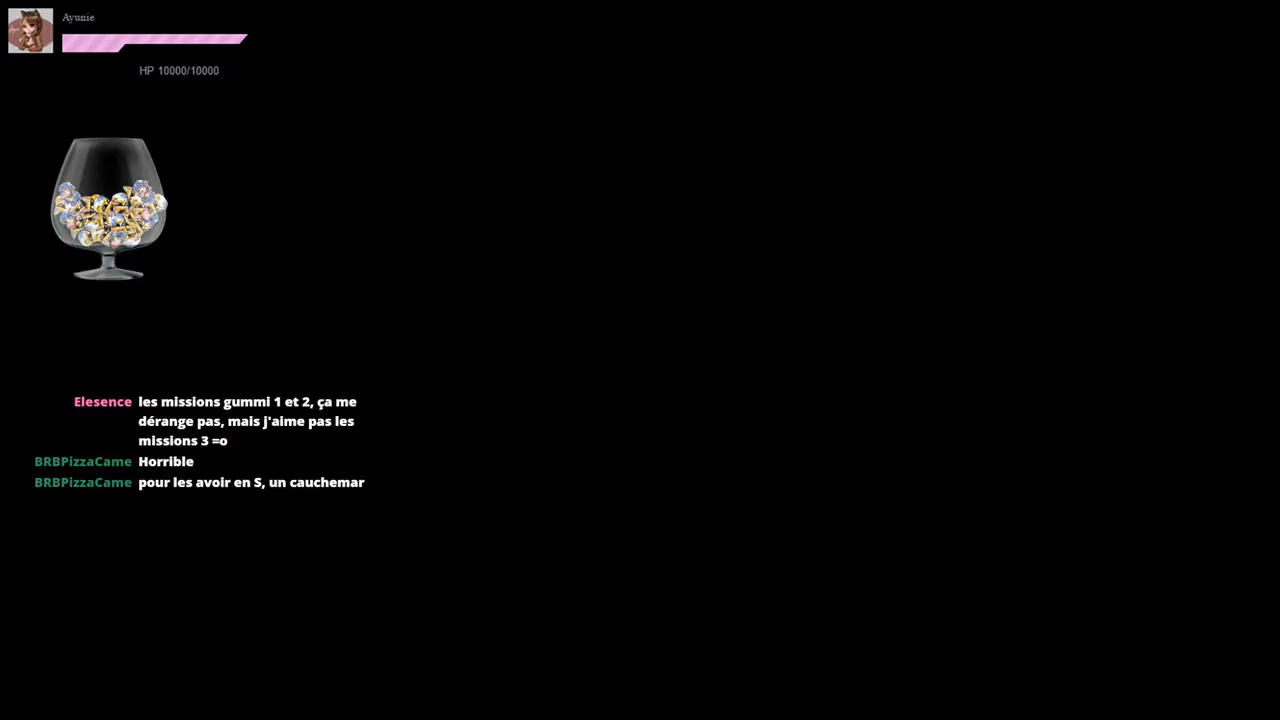 Ayunie
HP 10000/10000
Elesence les missions gummi 1 et 2, ça me
dérange pas, mais j'aime pas les
missions 3 =o
BRBPizzaCame Horrible
BRBPizzaCame pour les avoir en S, un cauchemar